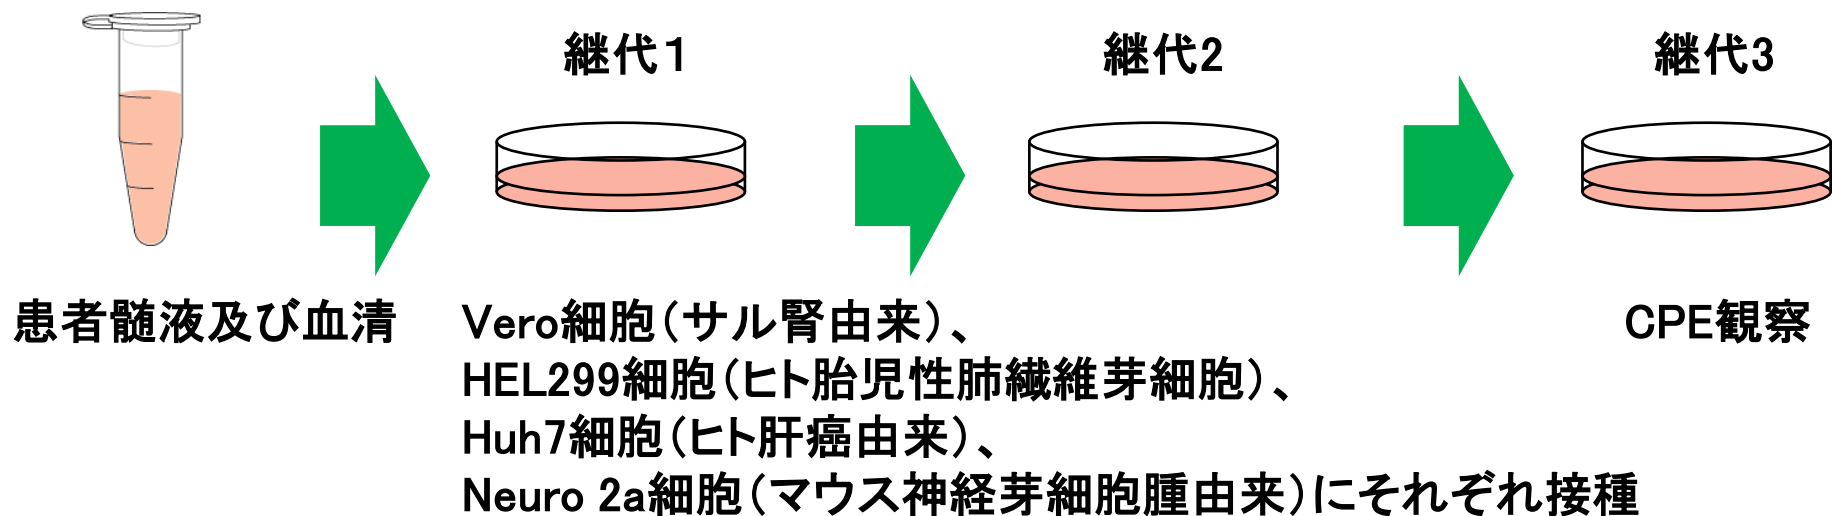 継代1
継代2
継代3
患者髄液及び血清
Vero細胞（サル腎由来）、
HEL299細胞（ヒト胎児性肺繊維芽細胞）、
Huh7細胞（ヒト肝癌由来）、
Neuro 2a細胞（マウス神経芽細胞腫由来）にそれぞれ接種
CPE観察